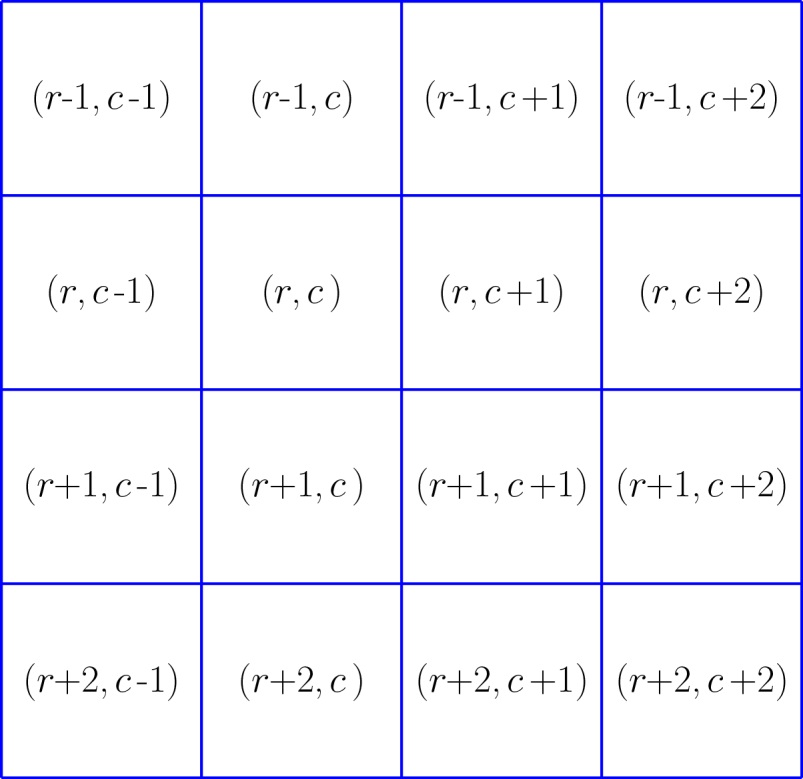 (r-1, c-1) (r-1, c) (r-1, c+1) (r-1, c+2)
(r, c-1) (r, c) (r, c+1) (r, c+2)
(r+1, c-1) (r+1, c) (r+1, c+1) (r+1, c+2)
(r+2, c-1) (r+2, c) (r+2, c+1) (r+2, c+2)